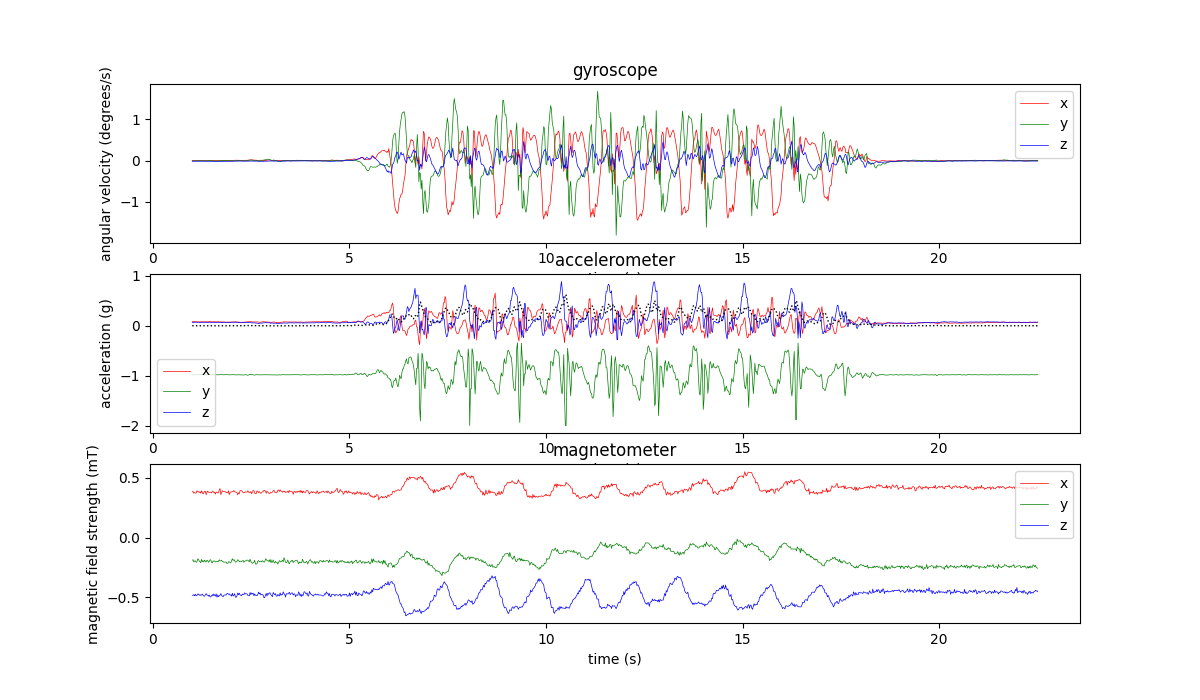 gyroscope
angular velocity (degrees/s)
1
0
−1
x
y
z
0
5
10
15
20
accelerometer
acceleration (g)
1
0
−1
−2
x
y
z
0
5
10
15
20
magnetometer
magnetic field strength (mT)
0.5
0.0
−0.5
x
y
z
0
5
10
15
20
time (s)